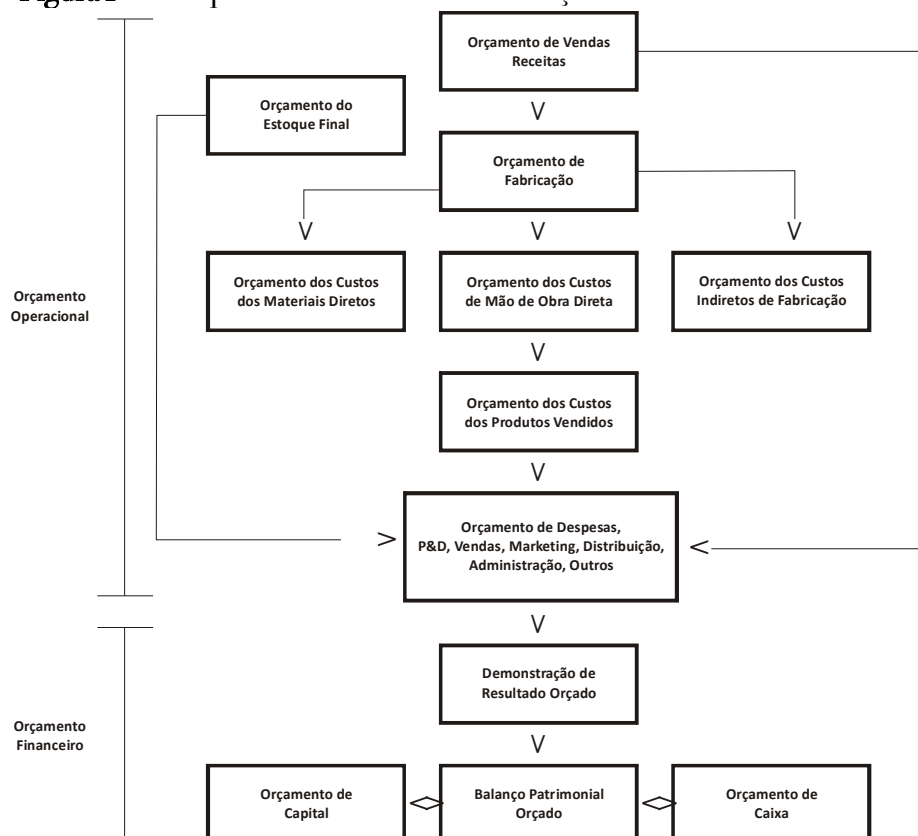 Orçamento de Vendas
Receitas
Orçamento do
Estoque Final
Orçamento de
Fabricação
Orçamento dos Custos
dos Materiais Diretos
Orçamento dos Custos
de Mão de Obra Direta
Orçamento dos Custos
Indiretos de Fabricação
Orçamento
Operacional
Orçamento dos Custos
dos Produtos Vendidos
Orçamento de Despesas,
P&D, Vendas, Marketing, Distribuição,
Administração, Outros
Demonstração de
Resultado Orçado
Orçamento
Financeiro
Orçamento de
Capital
Balanço Patrimonial
Orçado
Orçamento de
Caixa